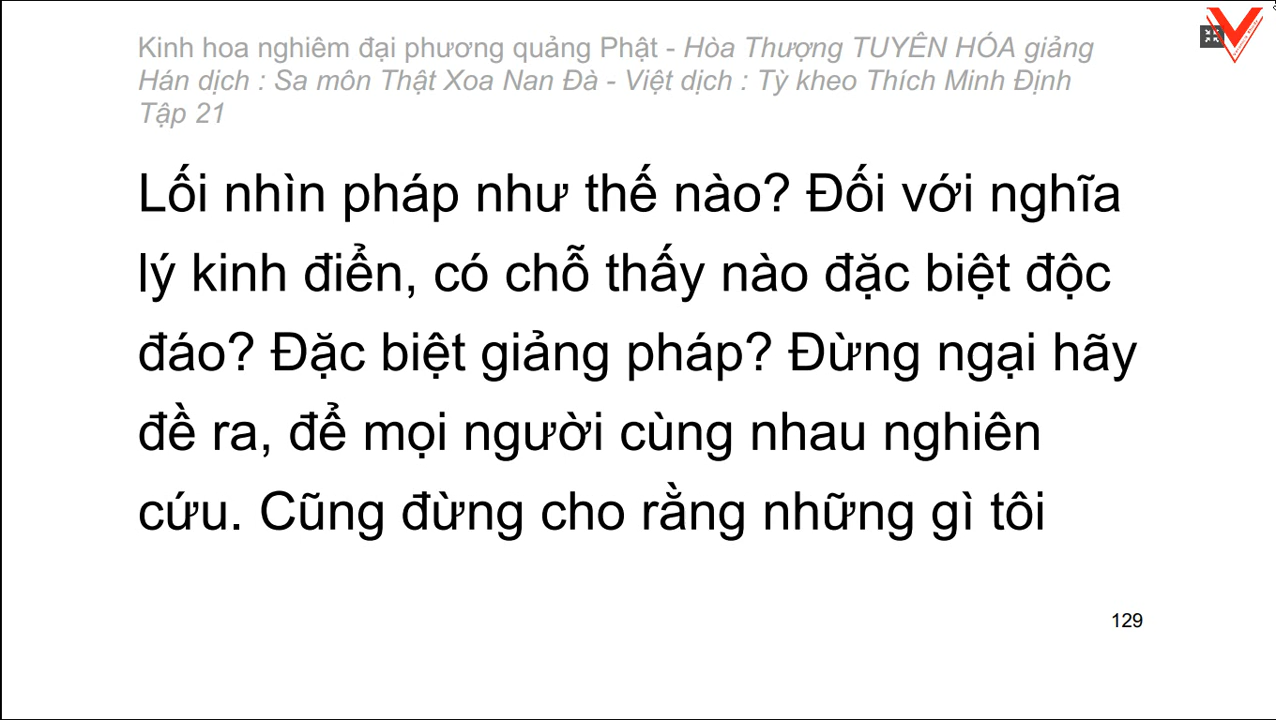 Kinh hoa nghiêm đại phương quảng Phật - Hòa Thượng TUYÊN HÓA giảng
Hán dịch : Sa môn Thật Xoa Nan Đà - Việt dịch : Tỳ kheo Thích Minh Định
Tập 21
Lối nhìn pháp như thế nào? Đối với nghĩa
lý kinh điển, có chỗ thấy nào đặc biệt độc
đáo? Đặc biệt giảng pháp? Đừng ngại hãy
đề ra, để mọi người cùng nhau nghiên
cứu. Cũng đừng cho rằng những gì tôi
129